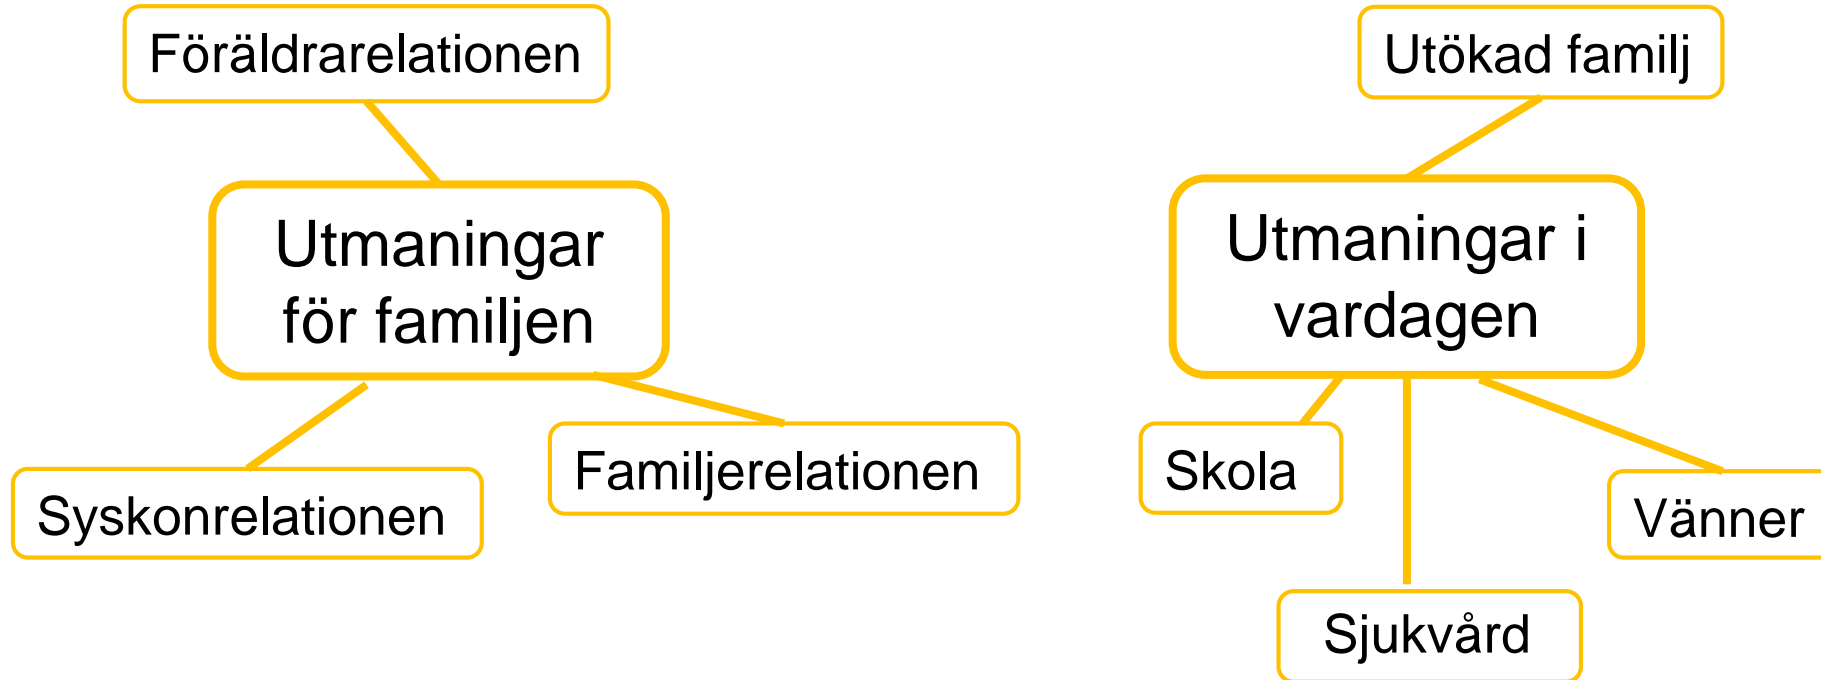 Föräldrarelationen
Utmaningar
för familjen
Syskonrelationen
Familjerelationen
Utökad familj
Utmaningar i
vardagen
Skola
Vänner
Sjukvård